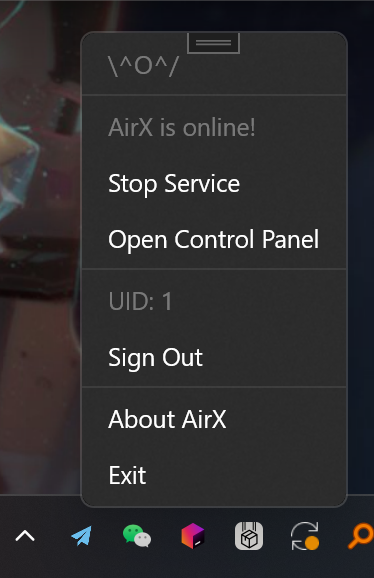 \^O^/
AirX is online!
Stop Service
Open Control Panel
UID: 1
Sign Out
About AirX
Exit